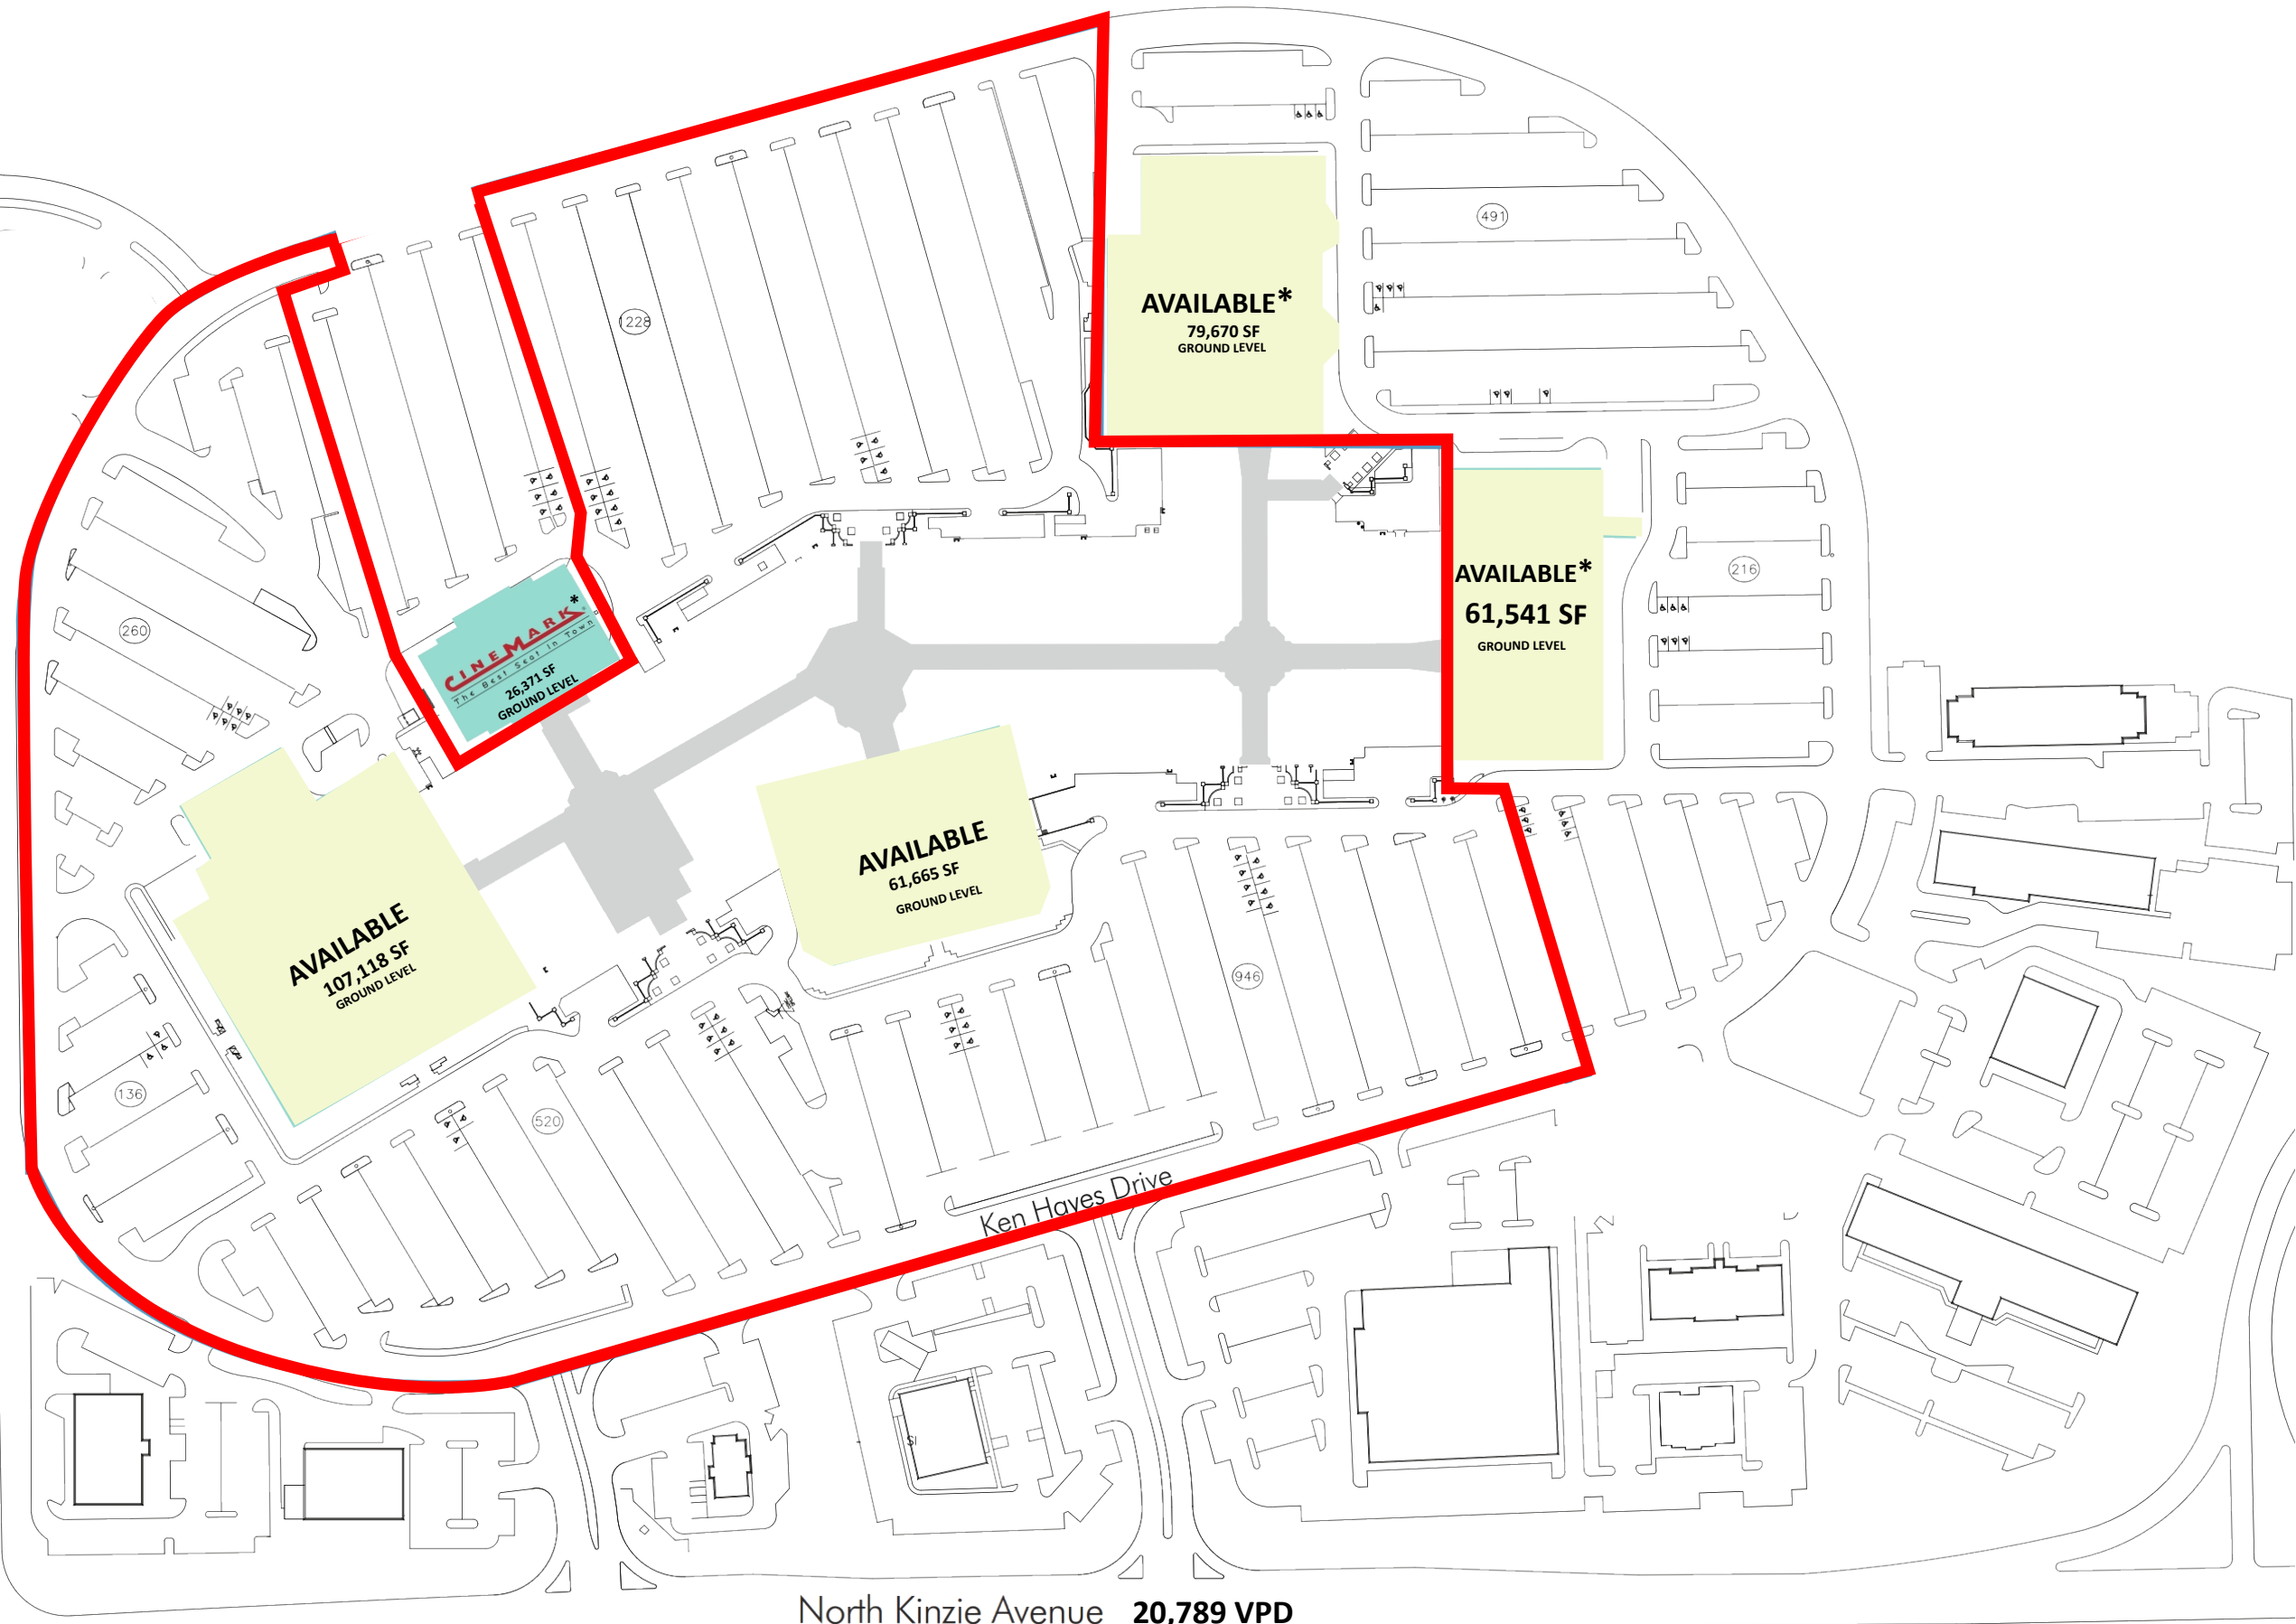 491
AVAILABLE*
79,670 SF
GROUND LEVEL
1228
AVAILABLE*
61,541 SF
GROUND LEVEL
216
260
CINEMARK*
The Best Seat In Town
26,371 SF
GROUND LEVEL
AVAILABLE
61,665 SF
GROUND LEVEL
AVAILABLE
107,118 SF
GROUND LEVEL
946
136
520
Ken Hayes Drive
North Kinzie Avenue 20,789 VPD